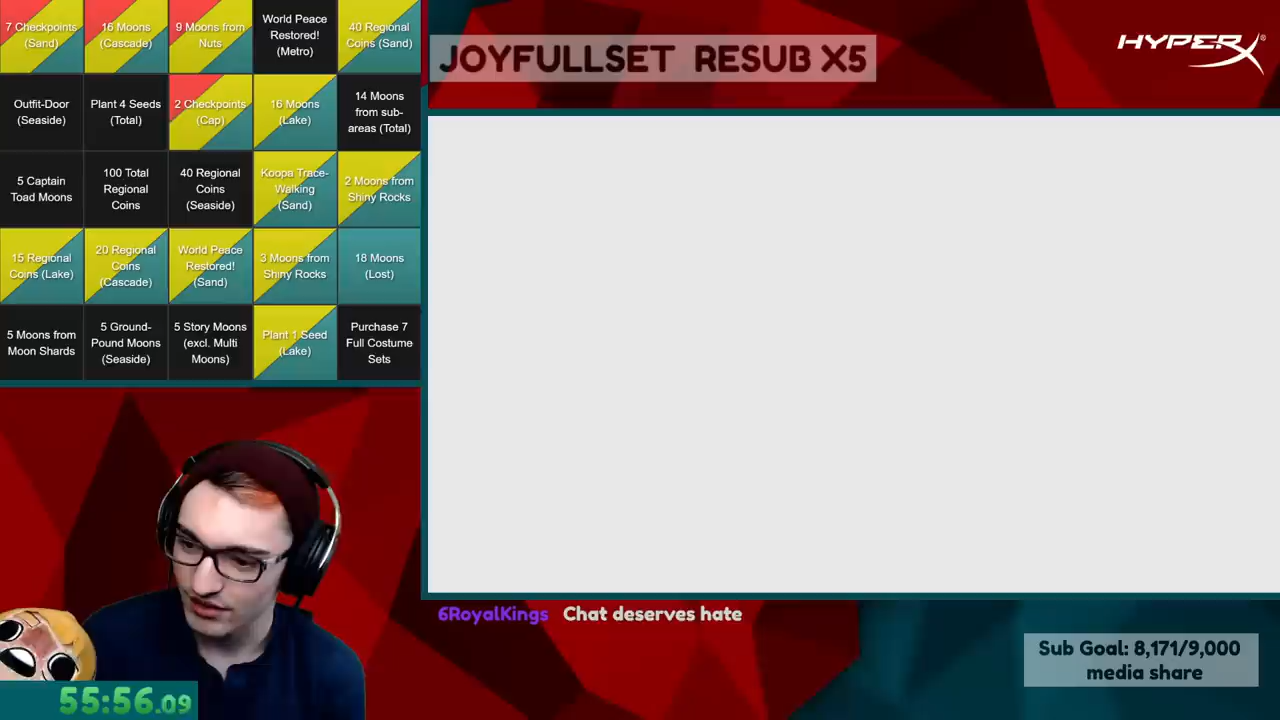 7 Checkpoints
(Sand)
16 Moons
(Cascade)
9 Moons from
Nuts
World Peace
Restored!
(Metro)
40 Regional
Coins (Sand)
Outfit-Door
(Seaside)
Plant 4 Seeds
(Total)
2 Checkpoints
(Cap)
16 Moons
(Lake)
14 Moons
from sub-
areas (Total)
5 Captain
Toad Moons
100 Total
Regional
Coins
40 Regional
Coins
(Seaside)
Koopa Trace-
Walking
(Sand)
2 Moons from
Shiny Rocks
15 Regional
Coins (Lake)
20 Regional
Coins
(Cascade)
World Peace
Restored!
(Sand)
3 Moons from
Shiny Rocks
18 Moons
(Lost)
5 Moons from
Moon Shards
5 Ground-
Pound Moons
(Seaside)
5 Story Moons
(excl. Multi
Moons)
Plant 1 Seed
(Lake)
Purchase 7
Full Costume
Sets
JOYFULLSET RESUB X5
HYPERX®
6RoyalKings Chat deserves hate
Sub Goal: 8,171/9,000
media share
55:56.09